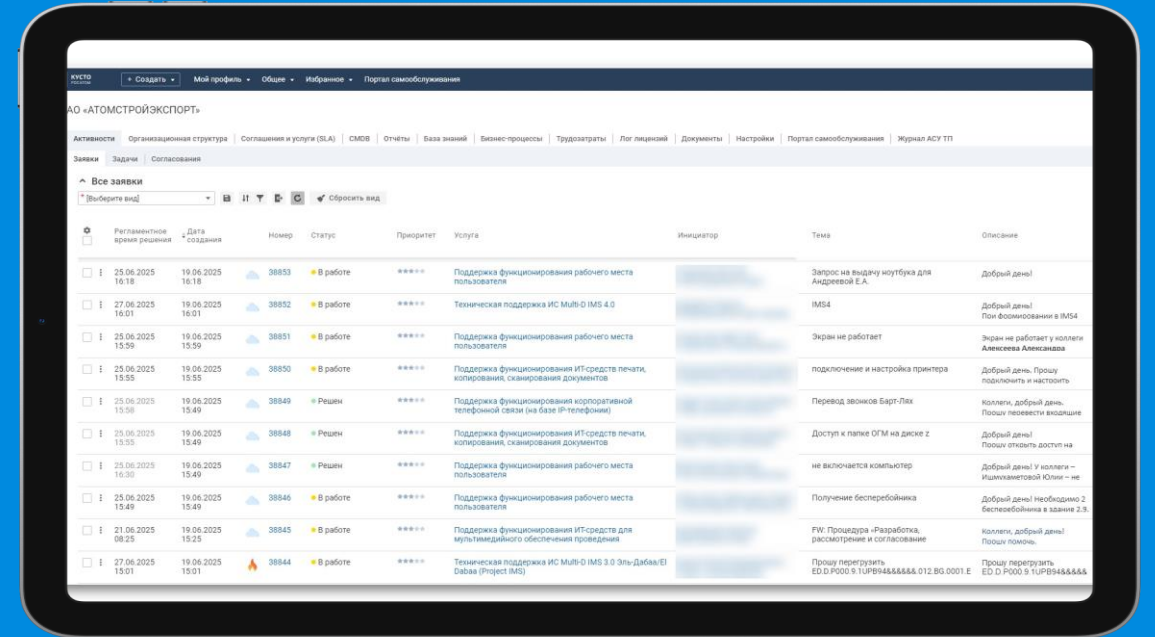 КУСТО
РОСАТОМ
+ Создать
Мой профиль
Общее
Избранное
Портал самообслуживания
АО «АТОМСТРОЙЭКСПОРТ»
Активности
Организационная структура
Соглашения и услуги (SLA)
CMDB
Отчёты
База знаний
Бизнес-процессы
Трудозатраты
Лог лицензий
Документы
Настройки
Портал самообслуживания
Журнал АСУ ТП
Заявки
Задачи
Согласования
Все заявки
* [Выберите вид]
Сбросить вид
Регламентное
время решения
Дата
создания
Номер
Статус
Приоритет
Услуга
Инициатор
Тема
Описание
25.06.2025
16:18
19.06.2025
16:18
38853
В работе
Поддержка функционирования рабочего места
пользователя
Запрос на выдачу ноутбука для
Андреевой Е.А.
Добрый день!
27.06.2025
16:01
19.06.2025
16:01
38852
В работе
Техническая поддержка ИС Multi-D IMS 4.0
IMS4
Добрый день!
При формировании в IMS4
25.06.2025
15:59
19.06.2025
15:59
38851
В работе
Поддержка функционирования рабочего места
пользователя
Экран не работает
Экран не работает у коллеги
Алексеева Александра
25.06.2025
15:55
19.06.2025
15:55
38850
В работе
Поддержка функционирования ИТ-средств печати,
копирования, сканирования документов
подключение и настройка принтера
Добрый день. Прошу
подключить и настроить
25.06.2025
15:58
19.06.2025
15:49
38849
Решен
Поддержка функционирования корпоративной
телефонной связи (на базе IP-телефонии)
Перевод звонков Барт-Лях
Коллеги, добрый день.
Прошу перевести входящие
25.06.2025
15:55
19.06.2025
15:49
38848
Решен
Поддержка функционирования ИТ-средств печати,
копирования, сканирования документов
Доступ к папке ОГМ на диске z
Добрый день!
Прошу открыть доступ на
25.06.2025
16:30
19.06.2025
15:49
38847
Решен
Поддержка функционирования рабочего места
пользователя
не включается компьютер
Добрый день! У коллеги –
Ишмухаметовой Юлии – не
25.06.2025
15:49
19.06.2025
15:49
38846
В работе
Поддержка функционирования рабочего места
пользователя
Получение бесперебойника
Добрый день! Необходимо 2
бесперебойника в здание 2.9.
21.06.2025
08:25
19.06.2025
15:25
38845
В работе
Поддержка функционирования ИТ-средств для
мультимедийного обеспечения проведения
FW: Процедура «Разработка,
рассмотрение и согласование
Коллеги, добрый день!
Прошу помочь.
27.06.2025
15:01
19.06.2025
15:01
38844
В работе
Техническая поддержка ИС Multi-D IMS 3.0 Эль-Дабаа/El
Dabaa (Project IMS)
Прошу перегрузить
ED.D.P000.9.1UPB94&&&&&&.012.BG.0001.E
Прошу перегрузить
ED.D.P000.9.1UPB94&&&&&